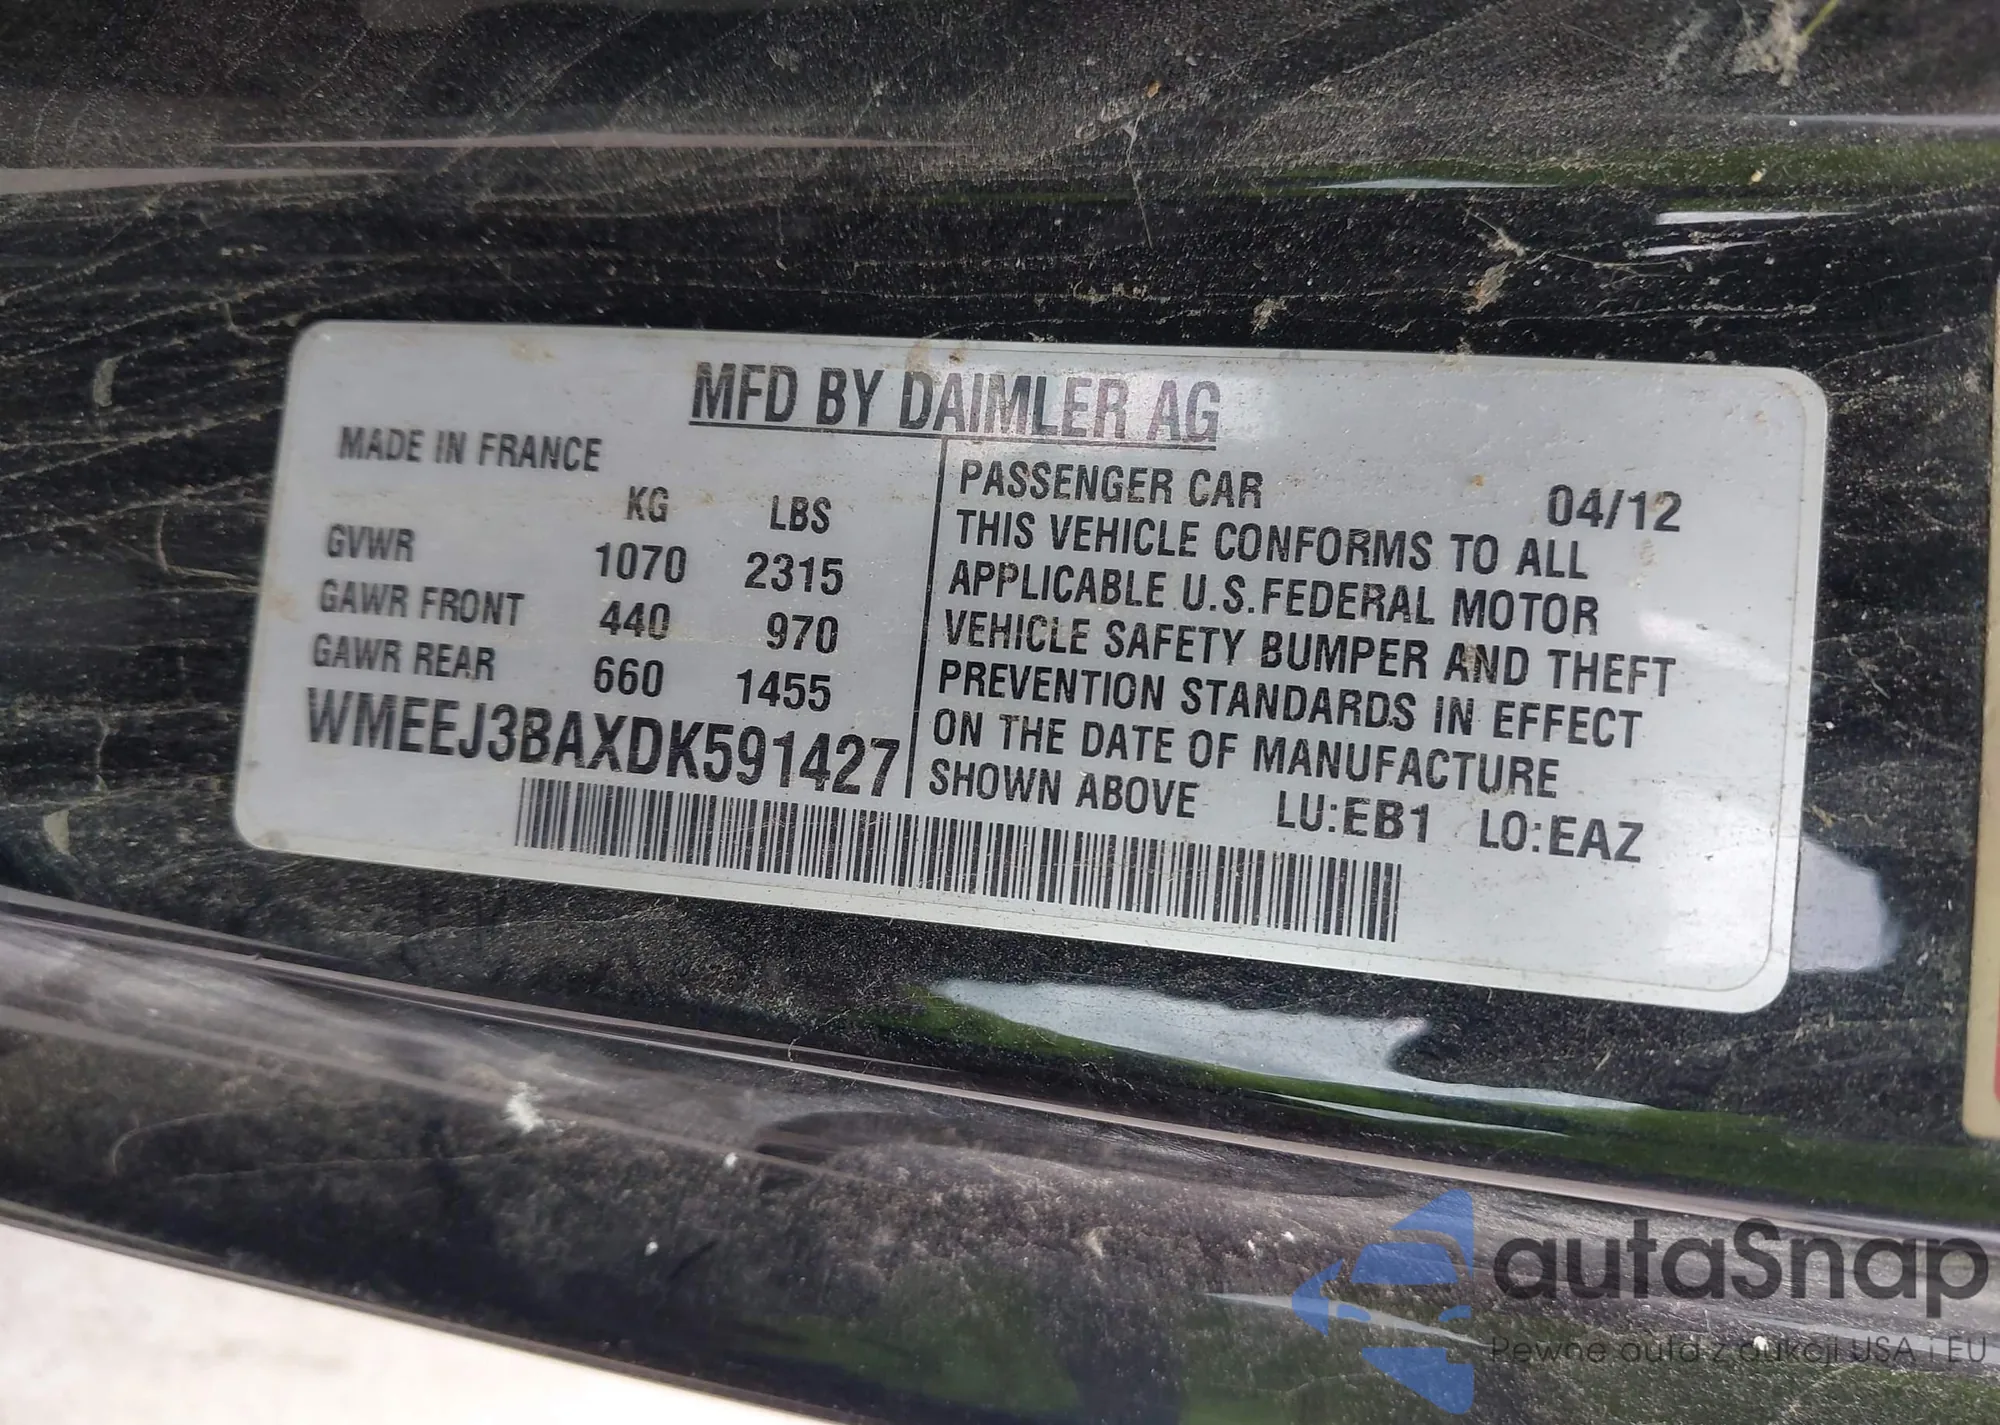 MFD BY DAIMLER AG
MADE IN FRANCE
KG LBS
GVWR 1070 2315
GAWR FRONT 440 970
GAWR REAR 660 1455
WMEEJ3BAXDK591427
PASSENGER CAR 04/12
THIS VEHICLE CONFORMS TO ALL
APPLICABLE U.S.FEDERAL MOTOR
VEHICLE SAFETY BUMPER AND THEFT
PREVENTION STANDARDS IN EFFECT
ON THE DATE OF MANUFACTURE
SHOWN ABOVE LU:EB1 LO:EAZ
autaSnap
Pewne auta z aukcji USA i EU